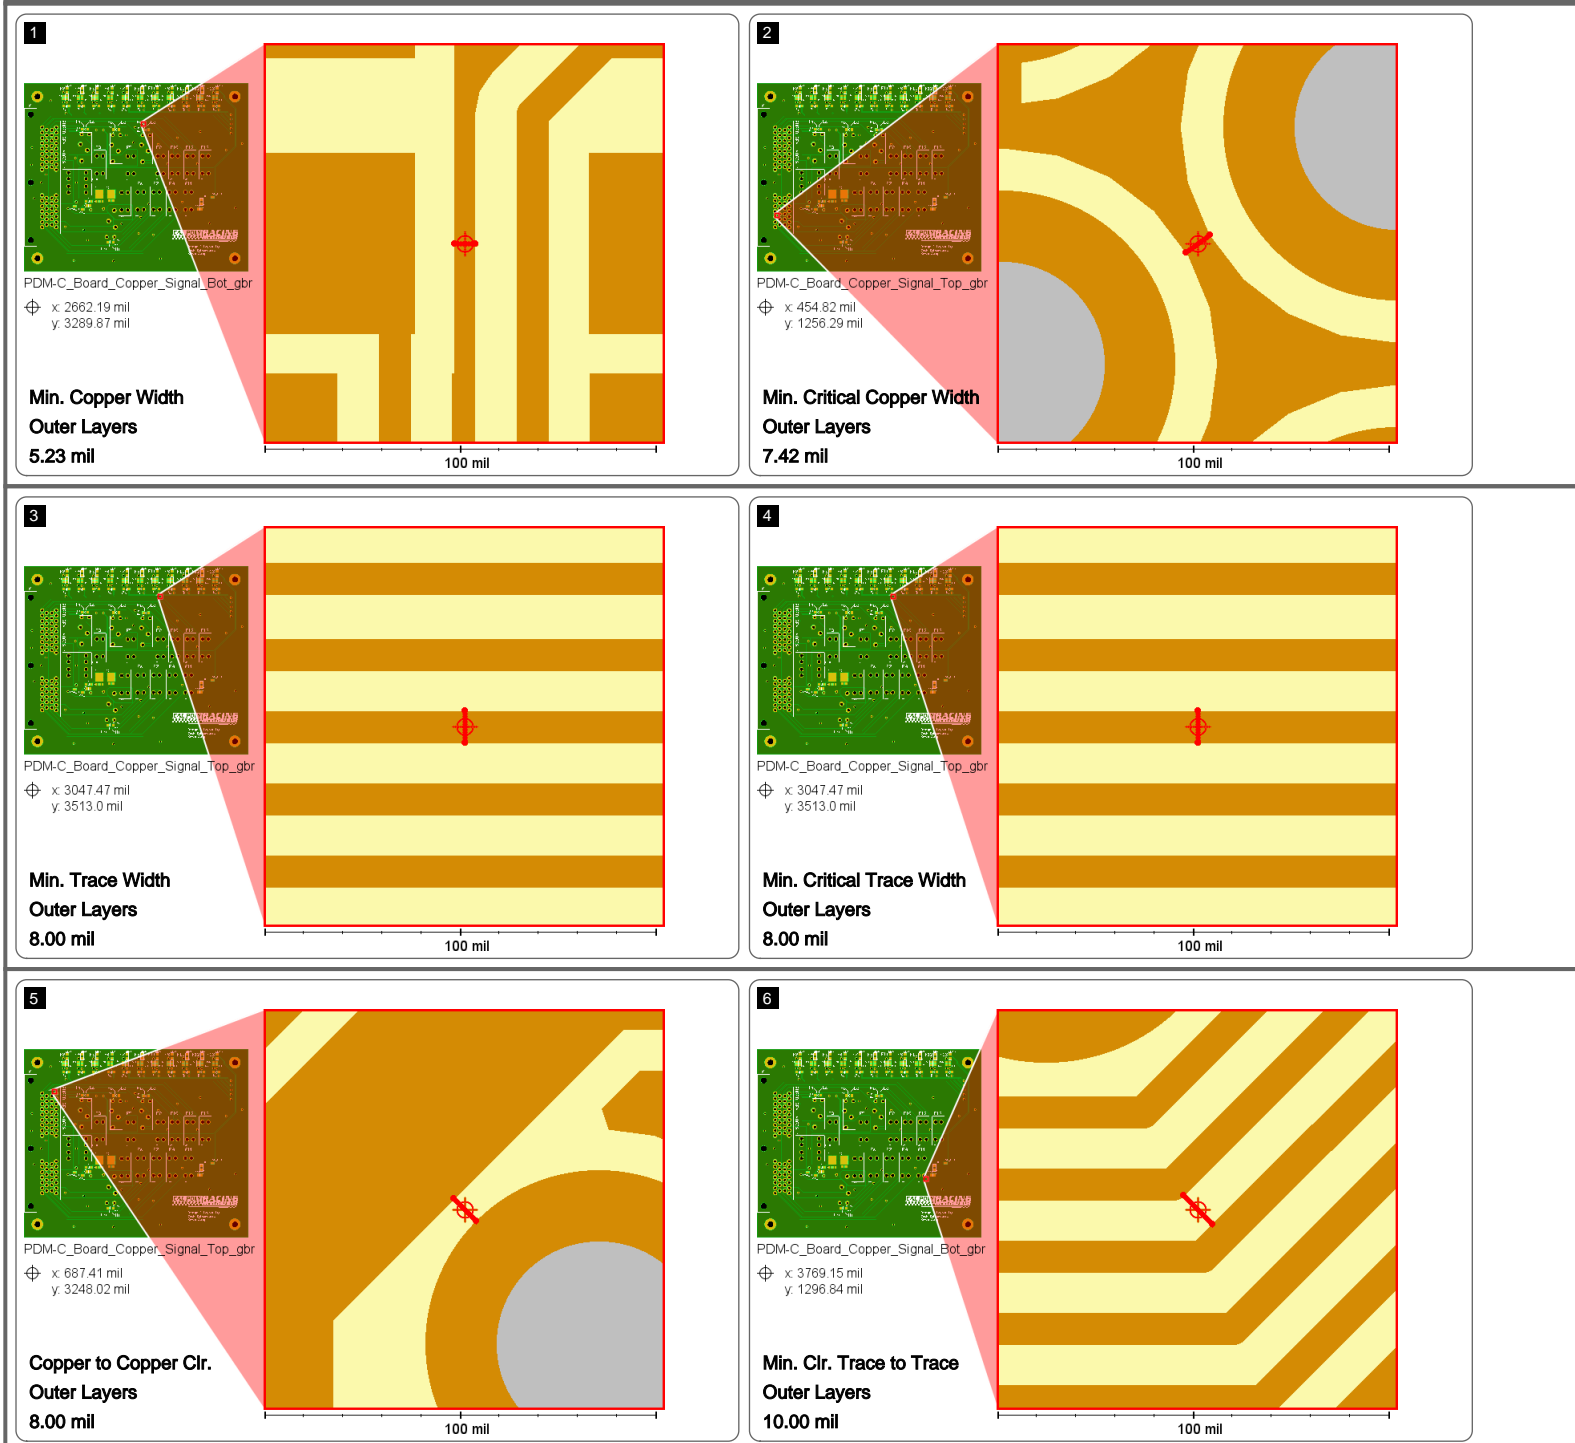 1
PDM-C_Board_Copper_Signal_Bot_gbr
x: 2662.19 mil
y: 3289.87 mil
Min. Copper Width
Outer Layers
5.23 mil
100 mil
2
PDM-C_Board_Copper_Signal_Top_gbr
x: 454.82 mil
y: 1256.29 mil
Min. Critical Copper Width
Outer Layers
7.42 mil
100 mil
3
PDM-C_Board_Copper_Signal_Top_gbr
x: 3047.47 mil
y: 3513.0 mil
Min. Trace Width
Outer Layers
8.00 mil
100 mil
4
PDM-C_Board_Copper_Signal_Top_gbr
x: 3047.47 mil
y: 3513.0 mil
Min. Critical Trace Width
Outer Layers
8.00 mil
100 mil
5
PDM-C_Board_Copper_Signal_Top_gbr
x: 687.41 mil
y: 3248.02 mil
Copper to Copper Clr.
Outer Layers
8.00 mil
100 mil
6
PDM-C_Board_Copper_Signal_Bot_gbr
x: 3769.15 mil
y: 1296.84 mil
Min. Clr. Trace to Trace
Outer Layers
10.00 mil
100 mil